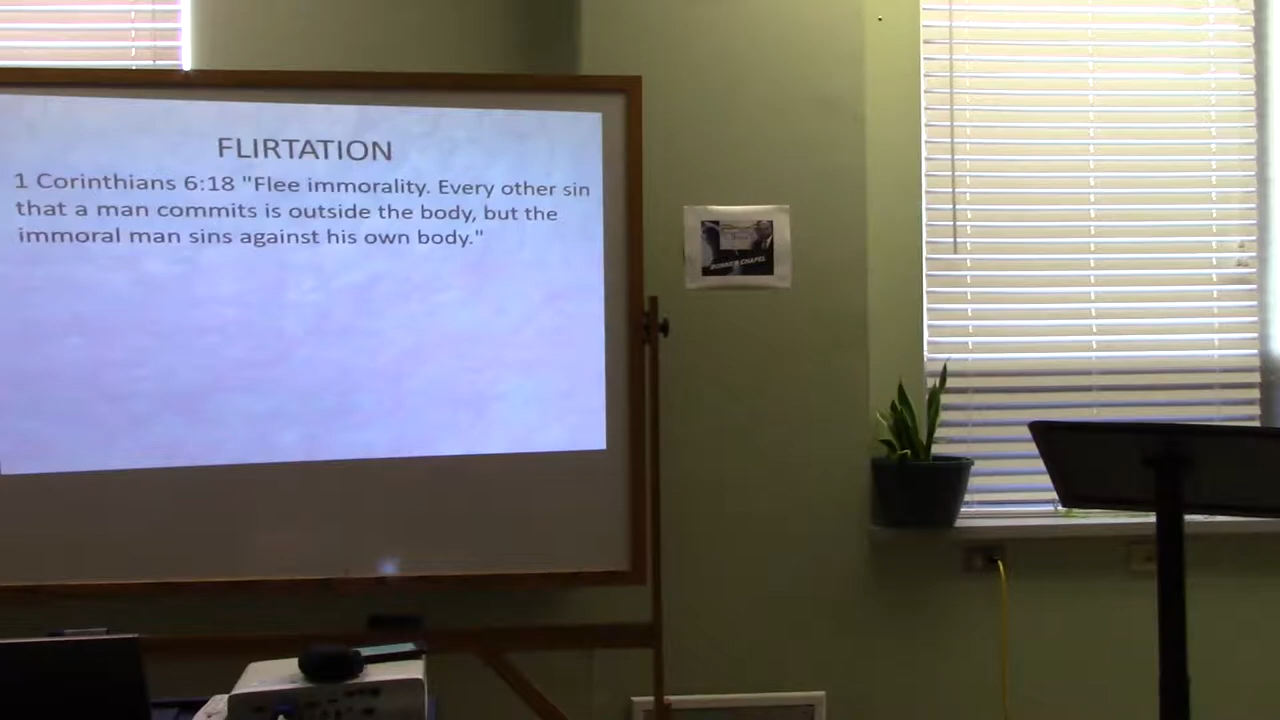 FLIRTATION
1 Corinthians 6:18 "Flee immorality. Every other sin
that a man commits is outside the body, but the
immoral man sins against his own body."
CHAPEL